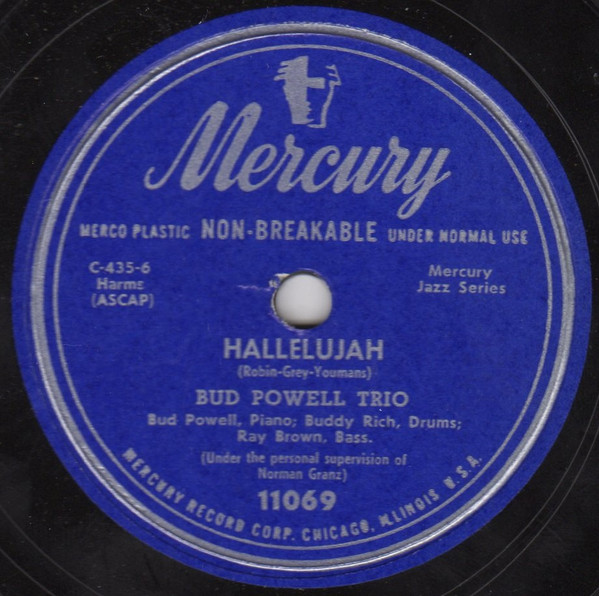 Mercury
MERCO PLASTIC NON-BREAKABLE UNDER NORMAL USE
C-435-6
Harms
(ASCAP)
Mercury
Jazz Series
HALLELUJAH
(Robin-Grey-Youmans)
BUD POWELL TRIO
Bud Powell, Piano; Buddy Rich, Drums;
Ray Brown, Bass.
(Under the personal supervision of
Norman Granz)
11069
MERCURY RECORD CORP. CHICAGO, ILLINOIS U.S.A.